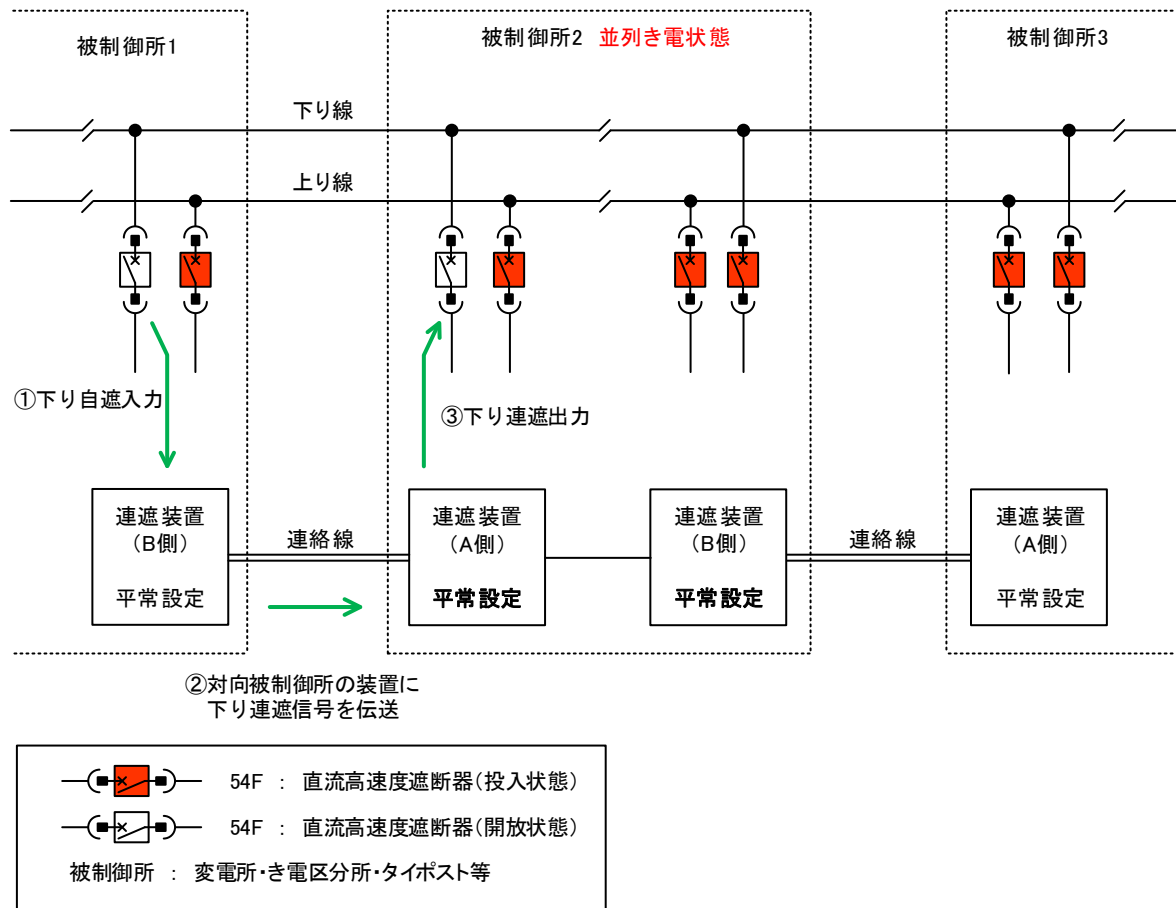 被制御所1
被制御所2 並列き電状態
被制御所3
下り線
上り線
①下り自遮入力
③下り連遮出力
連遮装置
(B側)
平常設定
連絡線
連遮装置
(A側)
平常設定
連遮装置
(B側)
平常設定
連絡線
連遮装置
(A側)
平常設定
②対向被制御所の装置に
下り連遮信号を伝送
54F : 直流高速度遮断器(投入状態)
54F : 直流高速度遮断器(開放状態)
被制御所 : 変電所・き電区分所・タイポスト等